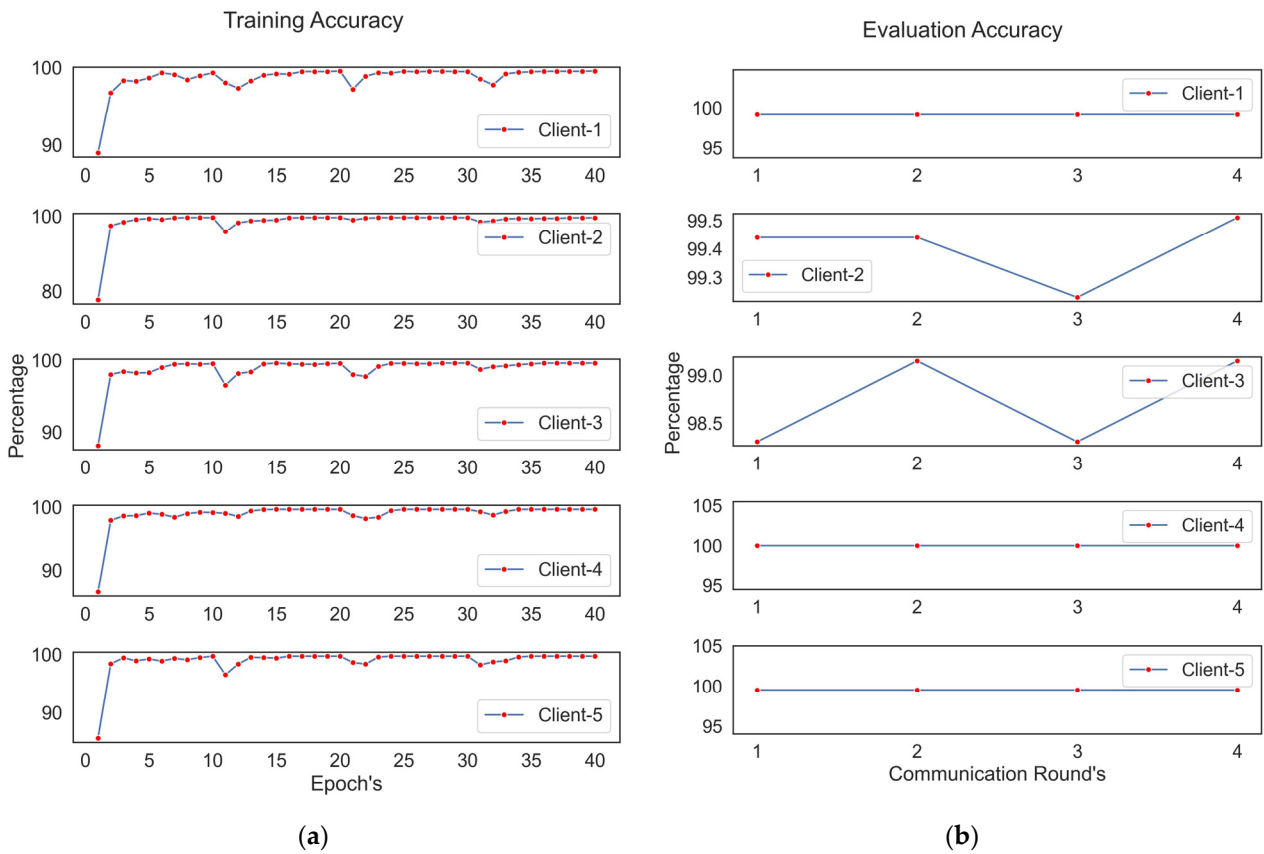 Training Accuracy
100
90
Client-1
0 5 10 15 20 25 30 35 40
100
80
Client-2
0 5 10 15 20 25 30 35 40
Percentage
100
90
Client-3
0 5 10 15 20 25 30 35 40
100
90
Client-4
0 5 10 15 20 25 30 35 40
100
90
Client-5
0 5 10 15 20 25 30 35 40
Epoch's
(a)
Evaluation Accuracy
100
95
Client-1
1 2 3 4
99.5
99.4
99.3
Client-2
1 2 3 4
Percentage
99.0
98.5
Client-3
1 2 3 4
105
100
95
Client-4
1 2 3 4
105
100
95
Client-5
1 2 3 4
Communication Round's
(b)